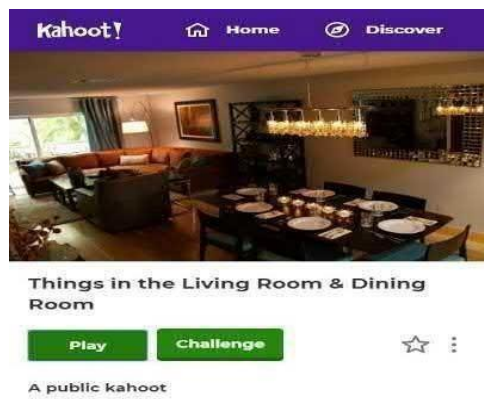 Kahoot! Home Discover
Things in the Living Room & Dining
Room
Play Challenge
A public kahoot